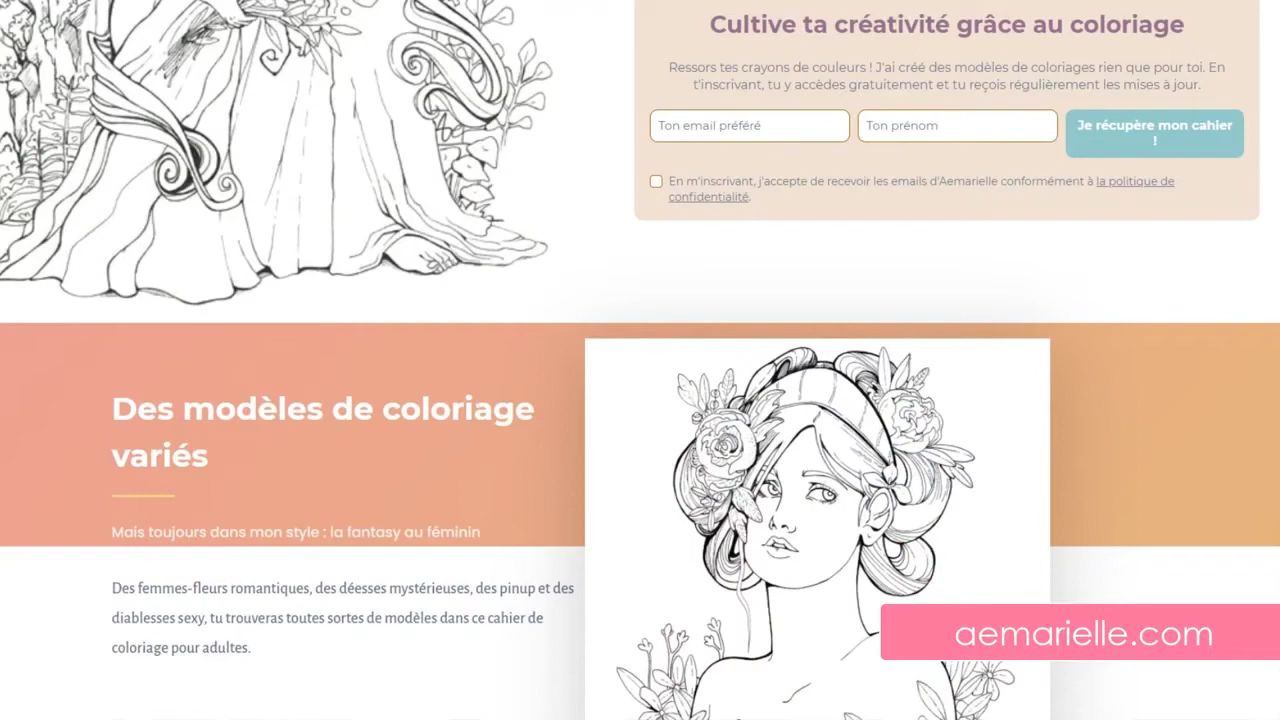 Cultive ta créativité grâce au coloriage
Ressors tes crayons de couleurs ! J'ai créé des modèles de coloriages rien que pour toi. En
t'inscrivant, tu y accèdes gratuitement et tu reçois régulièrement les mises à jour.
Ton email préféré
Ton prénom
Je récupère mon cahier
!
En m'inscrivant, j'accepte de recevoir les emails d'Aemarielle conformément à la politique de
confidentialité.
Des modèles de coloriage
variés
Mais toujours dans mon style : la fantasy au féminin
Des femmes-fleurs romantiques, des déesses mystérieuses, des pinup et des
diablesses sexy, tu trouveras toutes sortes de modèles dans ce cahier de
coloriage pour adultes.
aemarielle.com